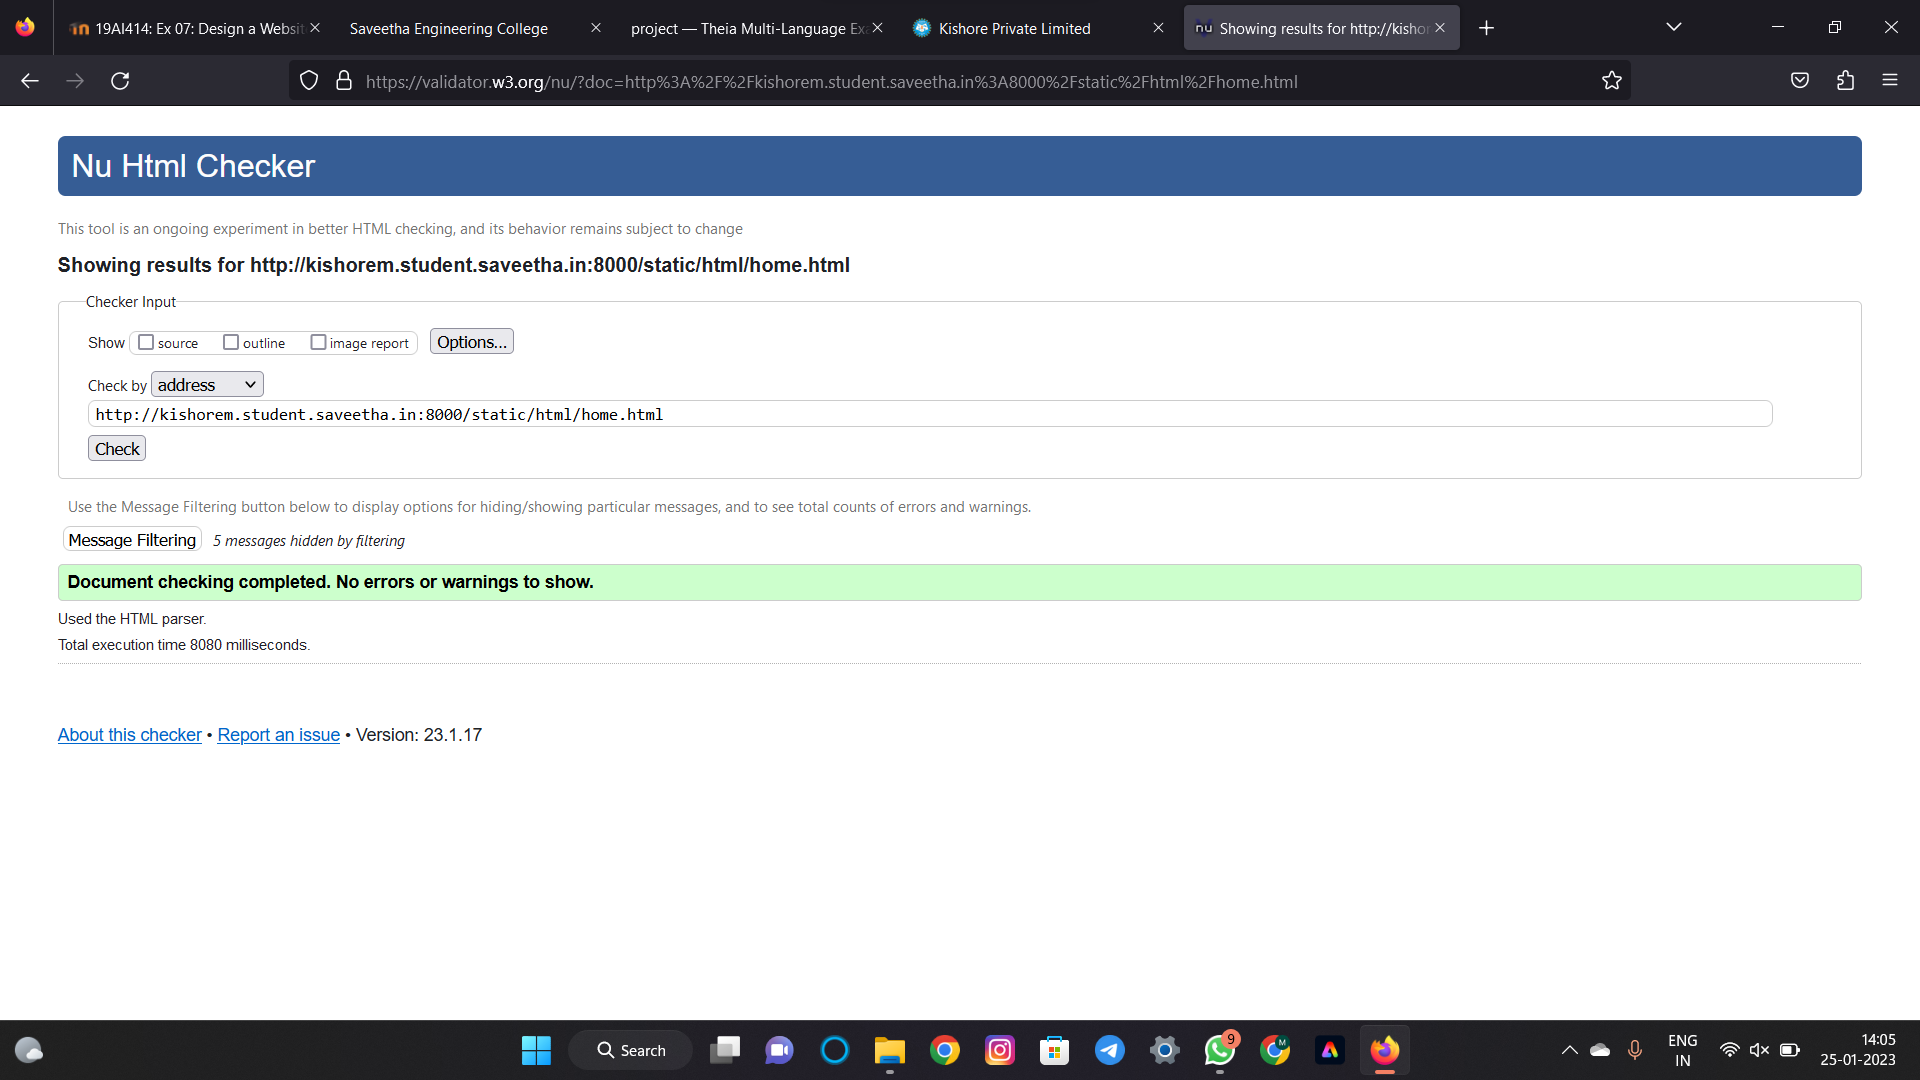 19AI414: Ex 07: Design a Websit
Saveetha Engineering College
project — Theia Multi-Language Exa
Kishore Private Limited
nu Showing results for http://kishor
https://validator.w3.org/nu/?doc=http%3A%2F%2Fkishorem.student.saveetha.in%3A8000%2Fstatic%2Fhtml%2Fhome.html
Nu Html Checker
This tool is an ongoing experiment in better HTML checking, and its behavior remains subject to change
Showing results for http://kishorem.student.saveetha.in:8000/static/html/home.html
Checker Input
Show source outline image report Options...
Check by address
http://kishorem.student.saveetha.in:8000/static/html/home.html
Check
Use the Message Filtering button below to display options for hiding/showing particular messages, and to see total counts of errors and warnings.
Message Filtering 5 messages hidden by filtering
Document checking completed. No errors or warnings to show.
Used the HTML parser.
Total execution time 8080 milliseconds.
About this checker • Report an issue • Version: 23.1.17
Search
9
M
ENG
IN
14:05
25-01-2023